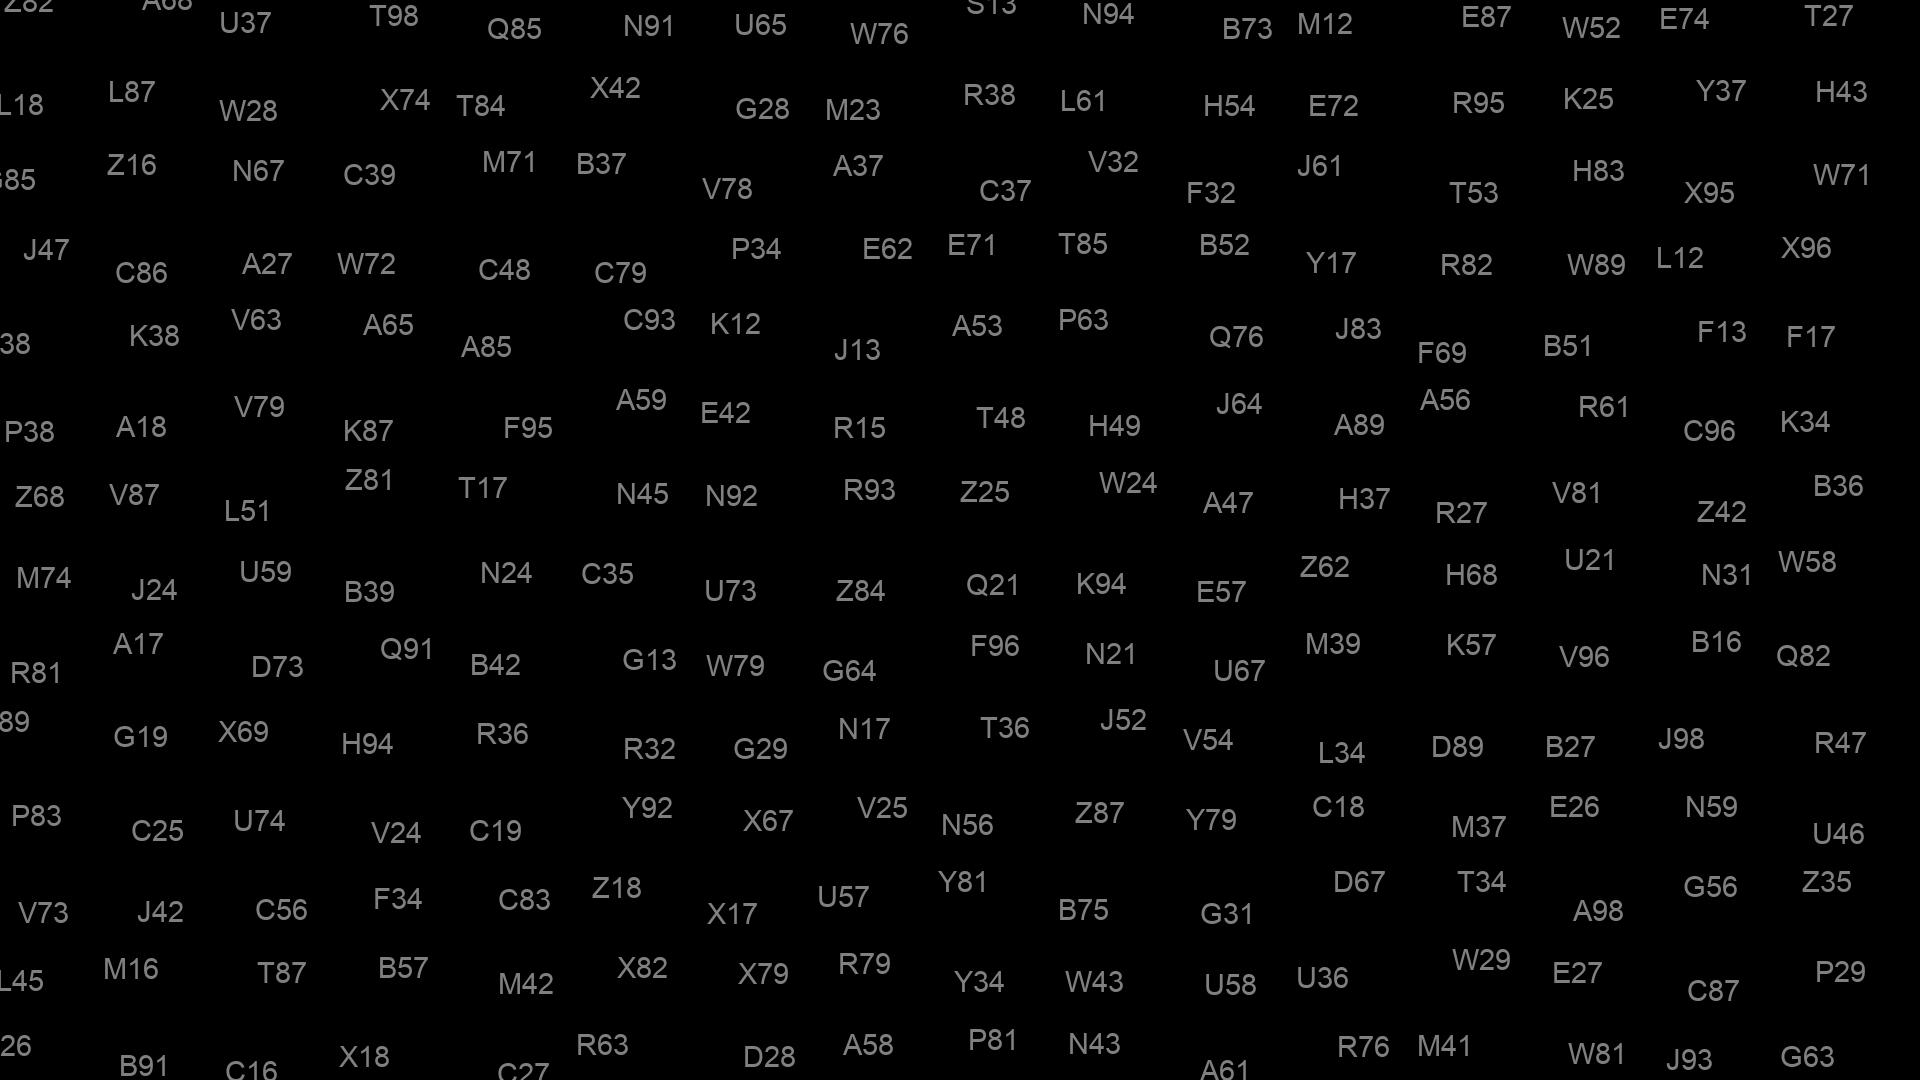 Z82 A68 U37 T98 Q85 N91 U65 W76 S13 N94 B73 M12 E87 W52 E74 T27
L18 L87 W28 X74 T84 X42 G28 M23 R38 L61 H54 E72 R95 K25 Y37 H43
85 Z16 N67 C39 M71 B37 V78 A37 C37 V32 F32 J61 T53 H83 X95 W71
J47 C86 A27 W72 C48 C79 P34 E62 E71 T85 B52 Y17 R82 W89 L12 X96
38 K38 V63 A65 A85 C93 K12 J13 A53 P63 Q76 J83 F69 B51 F13 F17
P38 A18 V79 K87 F95 A59 E42 R15 T48 H49 J64 A89 A56 R61 C96 K34
Z68 V87 L51 Z81 T17 N45 N92 R93 Z25 W24 A47 H37 R27 V81 Z42 B36
M74 J24 U59 B39 N24 C35 U73 Z84 Q21 K94 E57 Z62 H68 U21 N31 W58
R81 A17 D73 Q91 B42 G13 W79 G64 F96 N21 U67 M39 K57 V96 B16 Q82
89 G19 X69 H94 R36 R32 G29 N17 T36 J52 V54 L34 D89 B27 J98 R47
P83 C25 U74 V24 C19 Y92 X67 V25 N56 Z87 Y79 C18 M37 E26 N59 U46
V73 J42 C56 F34 C83 Z18 X17 U57 Y81 B75 G31 D67 T34 A98 G56 Z35
L45 M16 T87 B57 M42 X82 X79 R79 Y34 W43 U58 U36 W29 E27 C87 P29
26 B91 C16 X18 C27 R63 D28 A58 P81 N43 A61 R76 M41 W81 J93 G63